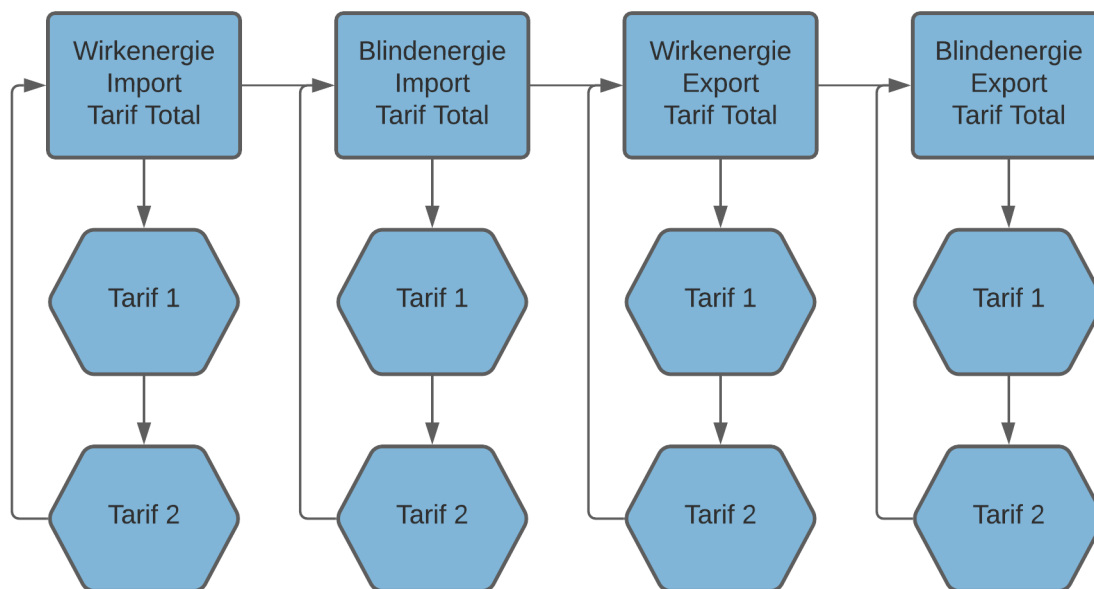 Wirkenergie
Import
Tarif Total
Blindenergie
Import
Tarif Total
Wirkenergie
Export
Tarif Total
Blindenergie
Export
Tarif Total
Tarif 1
Tarif 1
Tarif 1
Tarif 1
Tarif 2
Tarif 2
Tarif 2
Tarif 2